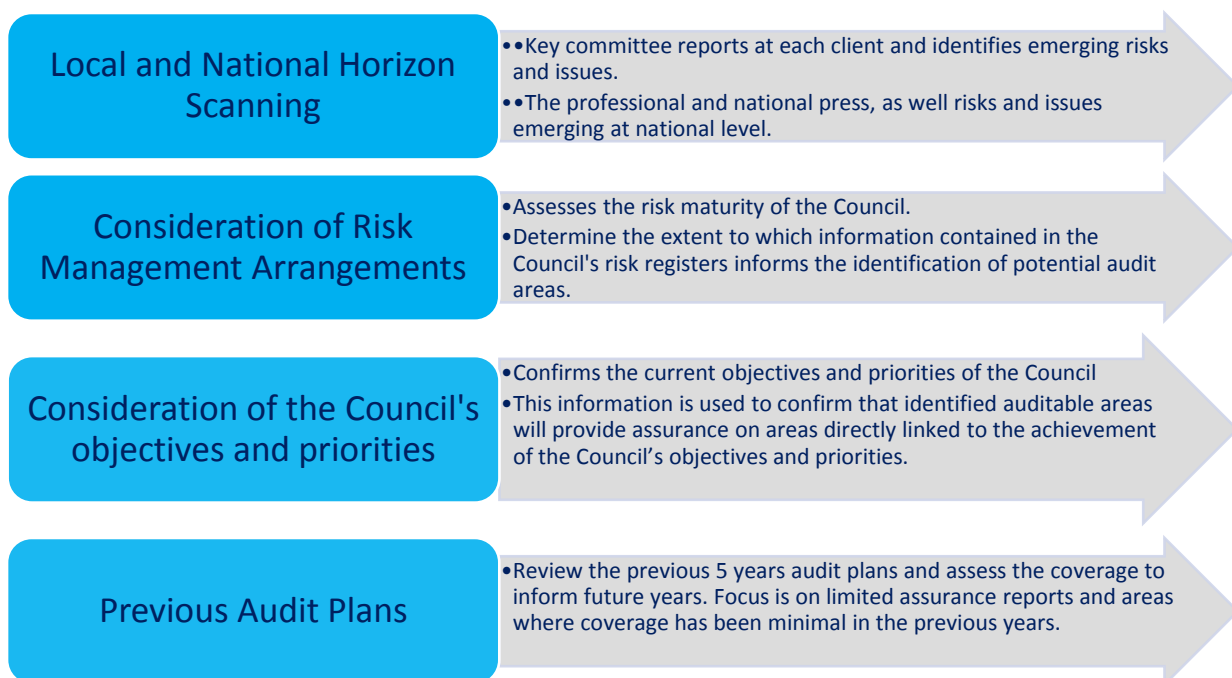 Local and National Horizon
Scanning
••Key committee reports at each client and identifies emerging risks
and issues.
••The professional and national press, as well risks and issues
emerging at national level.
Consideration of Risk
Management Arrangements
•Assesses the risk maturity of the Council.
•Determine the extent to which information contained in the
Council's risk registers informs the identification of potential audit
areas.
Consideration of the Council's
objectives and priorities
•Confirms the current objectives and priorities of the Council
•This information is used to confirm that identified auditable areas
will provide assurance on areas directly linked to the achievement
of the Council’s objectives and priorities.
Previous Audit Plans
•Review the previous 5 years audit plans and assess the coverage to
inform future years. Focus is on limited assurance reports and areas
where coverage has been minimal in the previous years.